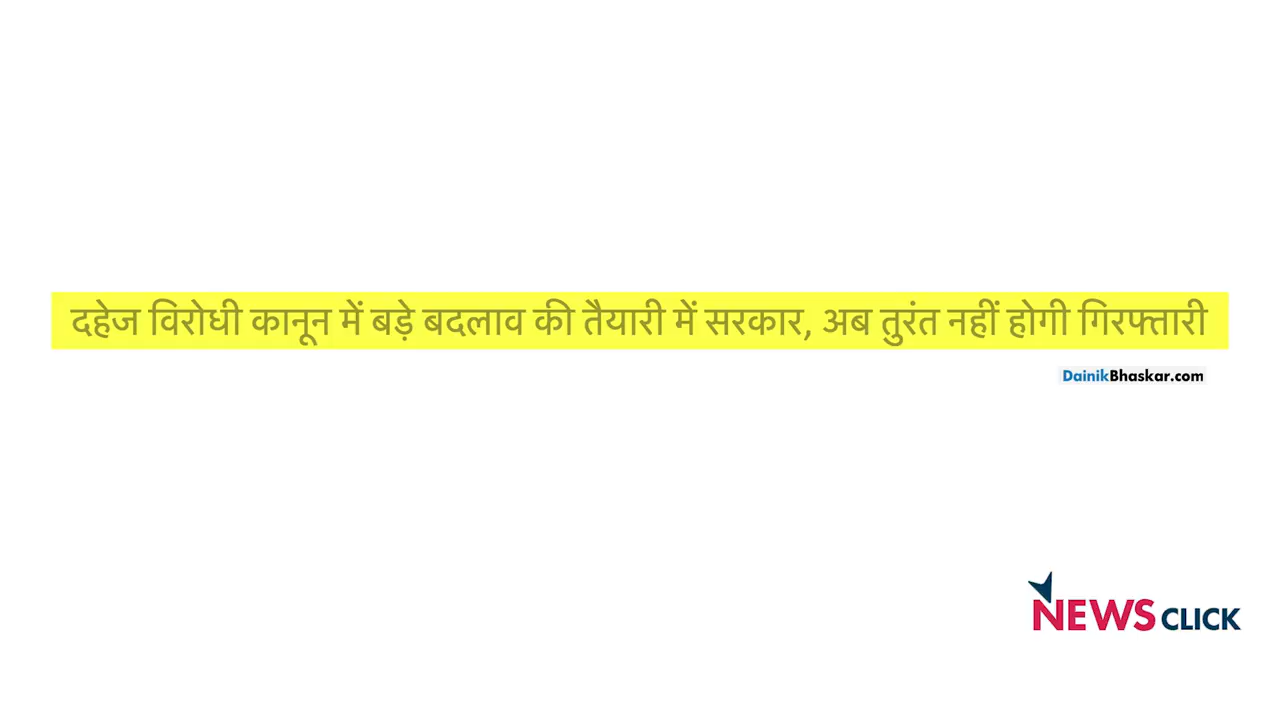 दहेज विरोधी कानून में बड़े बदलाव की तैयारी में सरकार, अब तुरंत नहीं होगी गिरफ्तारी
DainikBhaskar.com
NEWS CLICK